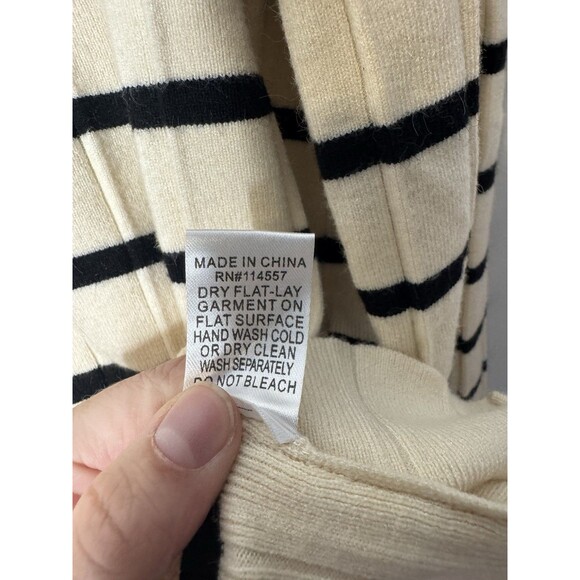 MADE IN CHINA
RN#114557
DRY FLAT-LAY
GARMENT ON
FLAT SURFACE
HAND WASH COLD
OR DRY CLEAN
WASH SEPARATELY
DO NOT BLEACH